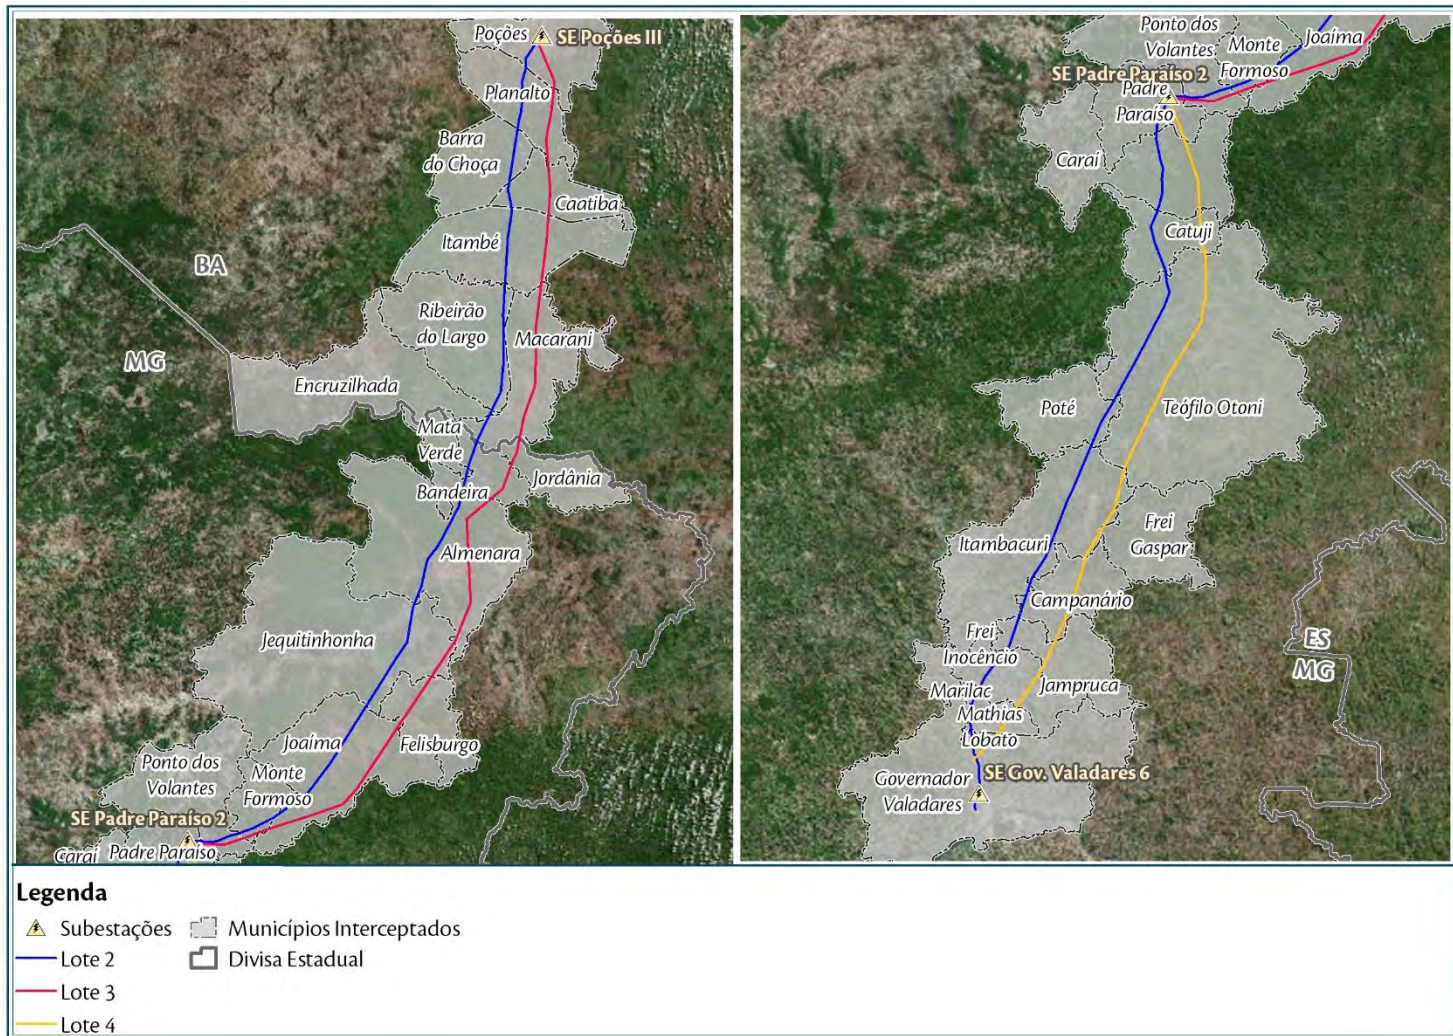 Poções
SE Poções III
Planalto
Barra
do Choça
Caatiba
Itambé
BA
Ribeirão
do Largo
Macarani
MG
Encruzilhada
Mata
Verde
Jordânia
Bandeira
Almenara
Jequitinhonha
Joaíma
Felisburgo
Ponto dos
Volantes
Monte
Formoso
SE Padre Paraíso 2
Caraí
Padre Paraíso
Ponto dos
Volantes
Monte
Formoso
Joaíma
SE Padre Paraíso 2
Padre
Paraíso
Caraí
Catuji
Poté
Teófilo Otoni
Frei
Gaspar
Itambacuri
Campanário
Frei
Inocêncio
ES
MG
Jampruca
Marilac
Mathias
Lobato
SE Gov. Valadares 6
Governador
Valadares
Legenda
Subestações
Municípios Interceptados
Lote 2
Divisa Estadual
Lote 3
Lote 4